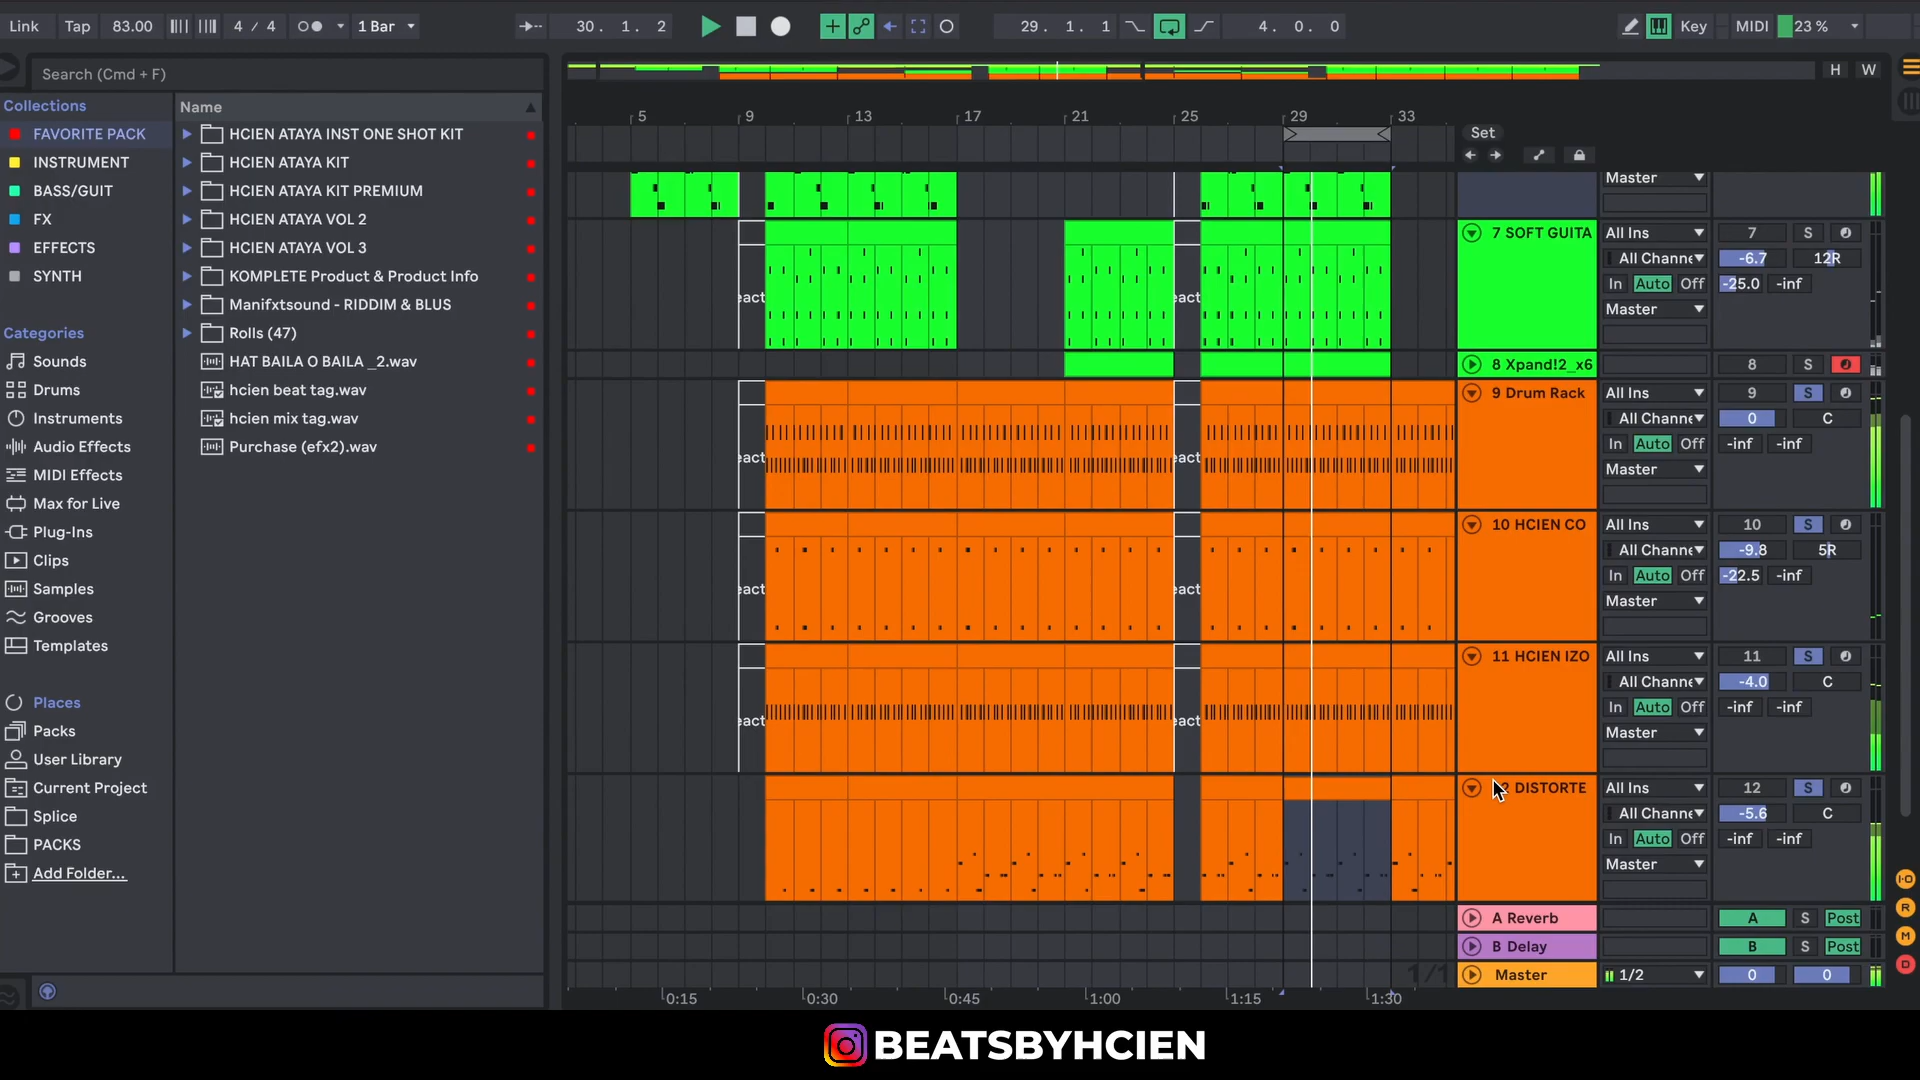 Link Tap 83.00 4 / 4 1 Bar 30. 1. 2 29. 1. 1 4. 0. 0 Key MIDI 23 %
Search (Cmd + F)
H W
Collections
FAVORITE PACK
INSTRUMENT
BASS/GUIT
FX
EFFECTS
SYNTH
Categories
Sounds
Drums
Instruments
Audio Effects
MIDI Effects
Max for Live
Plug-Ins
Clips
Samples
Grooves
Templates
Places
Packs
User Library
Current Project
Splice
PACKS
Add Folder...
Name
HCIEN ATAYA INST ONE SHOT KIT
HCIEN ATAYA KIT
HCIEN ATAYA KIT PREMIUM
HCIEN ATAYA VOL 2
HCIEN ATAYA VOL 3
KOMPLETE Product & Product Info
Manifxtsound - RIDDIM & BLUS
Rolls (47)
HAT BAILA O BAILA _2.wav
hcien beat tag.wav
hcien mix tag.wav
Purchase (efx2).wav
5 9 13 17 21 25 29 33
Set
Master
7 SOFT GUITA All Ins 7 S
All Channe -6.7 12R
In Auto Off -25.0 -inf
Master
8 Xpand!2_x6 8 S
9 Drum Rack All Ins 9 S
All Channe 0 C
In Auto Off -inf -inf
Master
10 HCIEN CO All Ins 10 S
All Channe -9.8 5R
In Auto Off -22.5 -inf
Master
11 HCIEN IZO All Ins 11 S
All Channe -4.0 C
In Auto Off -inf -inf
Master
2 DISTORTE All Ins 12 S
All Channe -5.6 C
In Auto Off -inf -inf
Master
A Reverb A S Post
B Delay B S Post
Master 1/2 0 0
1/1
0:15 0:30 0:45 1:00 1:15 1:30
I·O
R
M
D
BEATSBYHCIEN